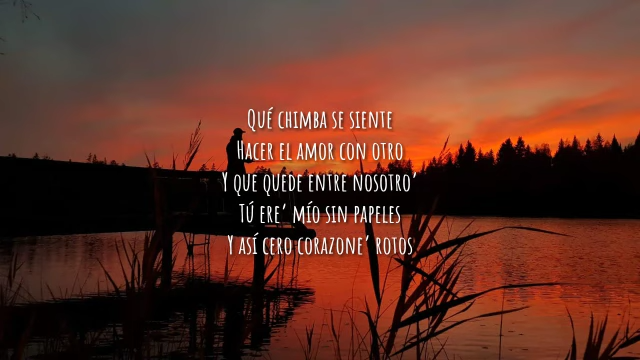 Qué chimba se siente
Hacer el amor con otro
Y que quede entre nosotro'
Tú ere' mío sin papeles
Y así cero corazone' rotos